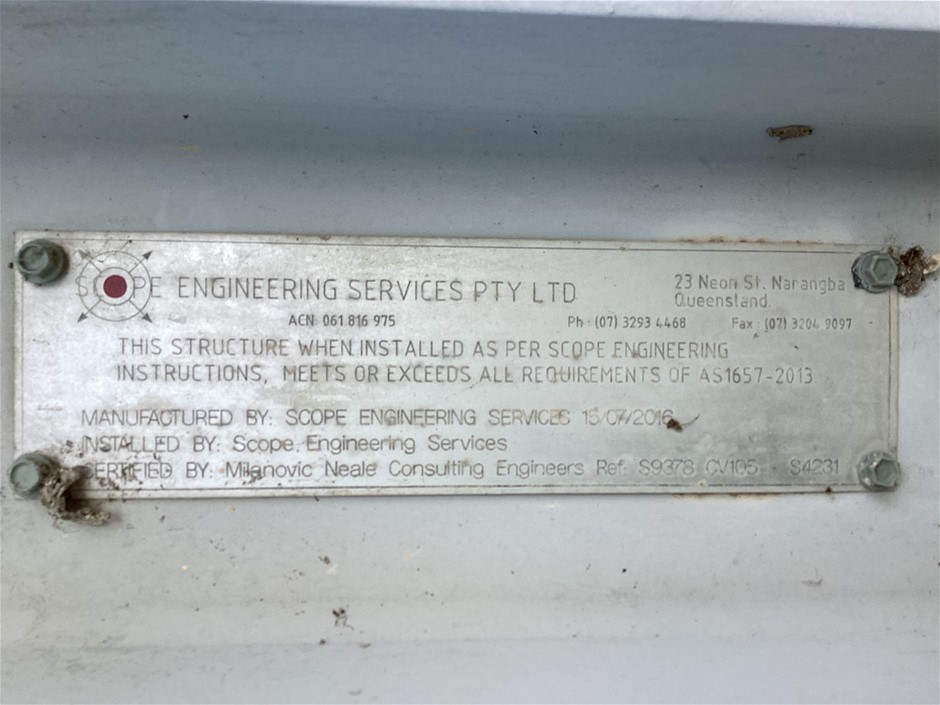 SCOPE ENGINEERING SERVICES PTY LTD
23 Neon St. Narangba
Queensland.
ACN 061 816 975
Ph : (07) 3293 4468
Fax : (07) 3204 9097
THIS STRUCTURE WHEN INSTALLED AS PER SCOPE ENGINEERING
INSTRUCTIONS, MEETS OR EXCEEDS ALL REQUIREMENTS OF AS1657-2013
MANUFACTURED BY: SCOPE ENGINEERING SERVICES 15/07/2016
INSTALLED BY: Scope Engineering Services
CERTIFIED BY: Milanovic Neale Consulting Engineers Ref: S9378 CV105 - S4231